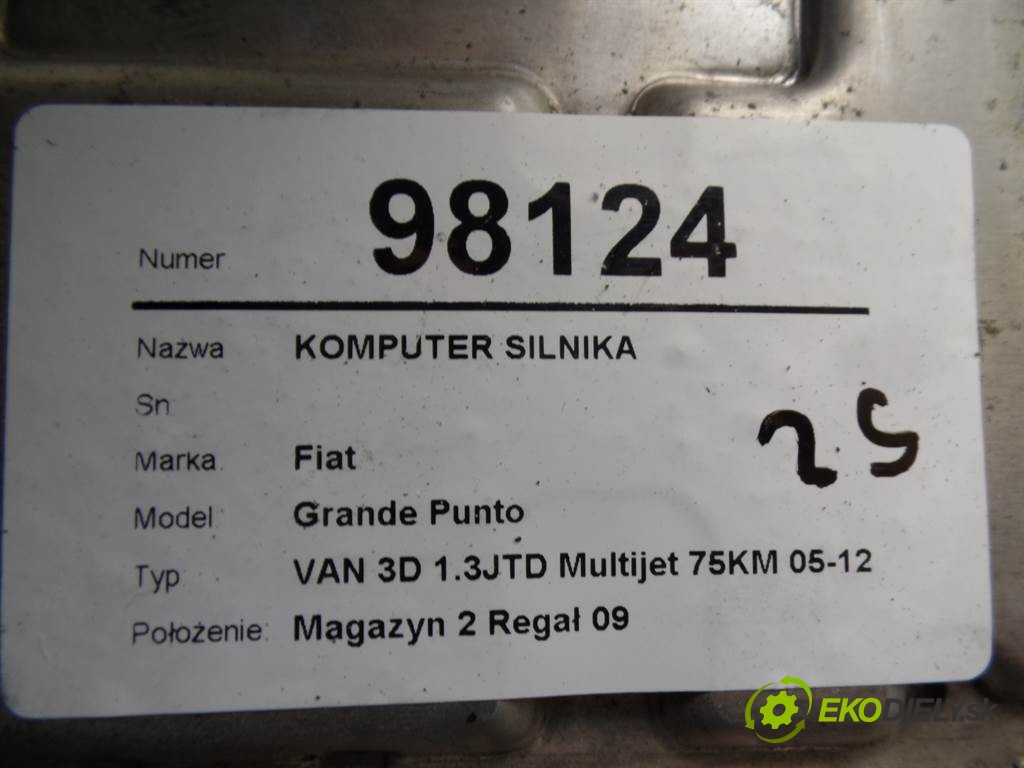 Numer 98124
Nazwa KOMPUTER SILNIKA
Sn
Marka Fiat
Model Grande Punto
Typ VAN 3D 1.3JTD Multijet 75KM 05-12
Położenie: Magazyn 2 Regał 09
25
EKODIELY.sk